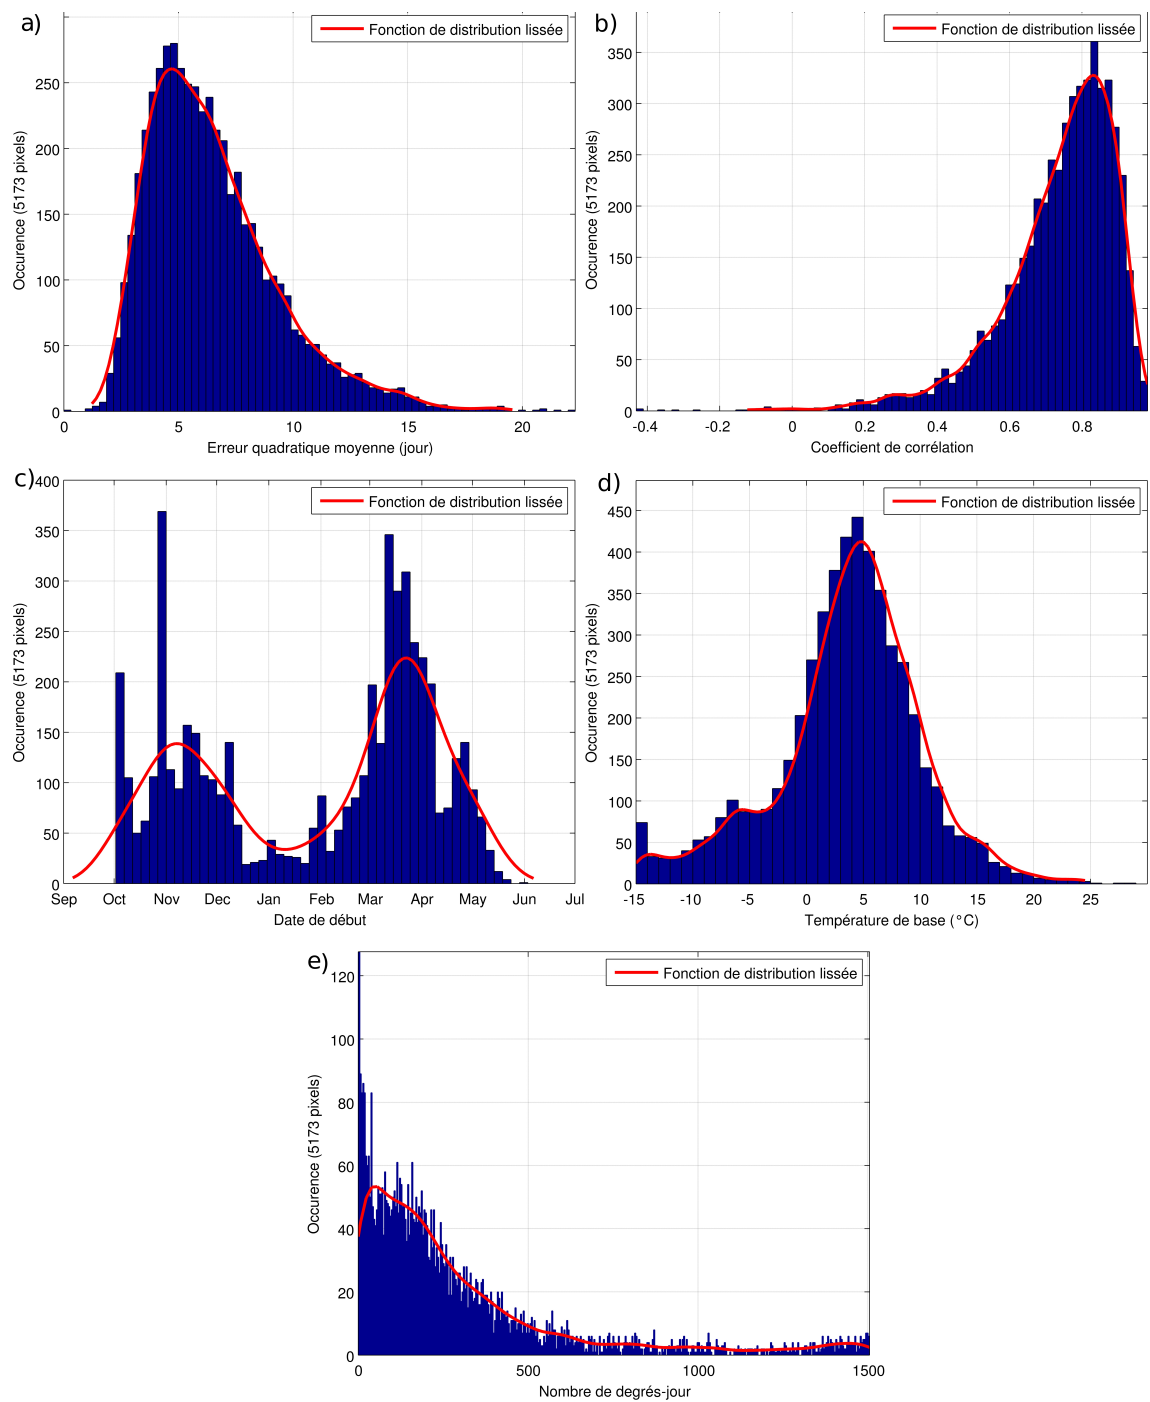 a)
Fonction de distribution lissée
250
200
150
100
50
0
0 5 10 15 20
Occurence (5173 pixels)
Erreur quadratique moyenne (jour)
b)
Fonction de distribution lissée
350
300
250
200
150
100
50
0
-0.4 -0.2 0 0.2 0.4 0.6 0.8
Occurence (5173 pixels)
Coefficient de corrélation
c)
Fonction de distribution lissée
400
350
300
250
200
150
100
50
0
Sep Oct Nov Dec Jan Feb Mar Apr May Jun Jul
Occurence (5173 pixels)
Date de début
d)
Fonction de distribution lissée
450
400
350
300
250
200
150
100
50
0
-15 -10 -5 0 5 10 15 20 25
Occurence (5173 pixels)
Température de base (°C)
e)
Fonction de distribution lissée
120
100
80
60
40
20
0
0 500 1000 1500
Occurence (5173 pixels)
Nombre de degrés-jour